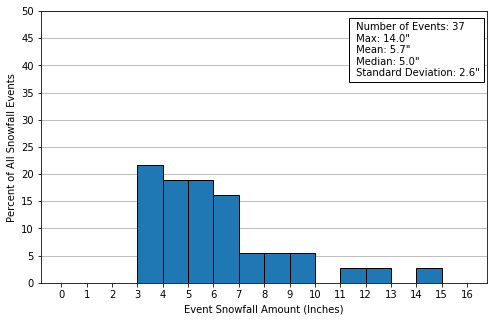 50
45
40
35
30
25
20
15
10
5
0
Percent of All Snowfall Events
Number of Events: 37
Max: 14.0"
Mean: 5.7"
Median: 5.0"
Standard Deviation: 2.6"
0 1 2 3 4 5 6 7 8 9 10 11 12 13 14 15 16
Event Snowfall Amount (Inches)